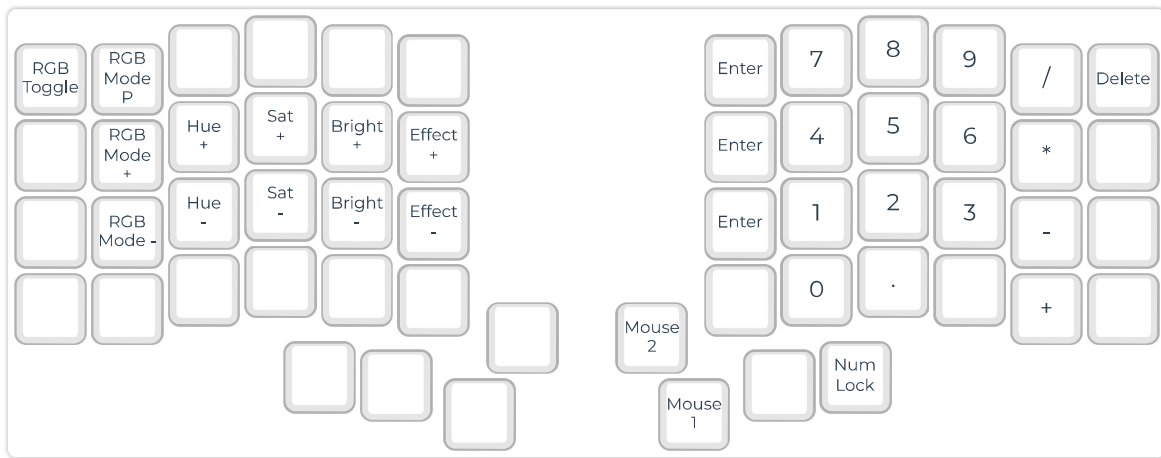 RGB
Toggle
RGB
Mode
P
Enter
7
8
9
/
Delete
RGB
Mode
+
Hue
+
Sat
+
Bright
+
Effect
+
Enter
4
5
6
*
RGB
Mode -
Hue
-
Sat
-
Bright
-
Effect
-
Enter
1
2
3
-
0
.
+
Mouse
2
Mouse
1
Num
Lock